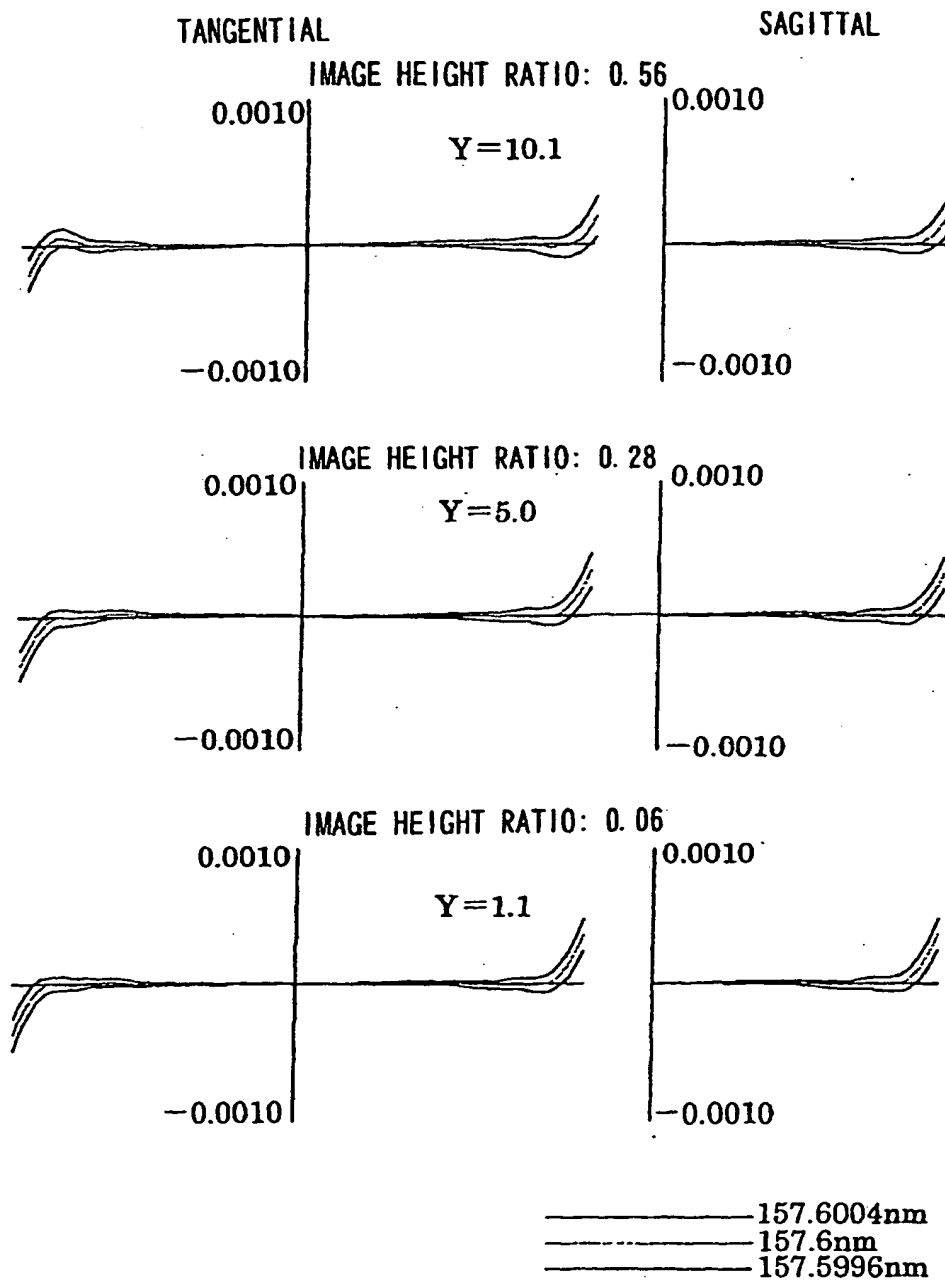 TANGENTIAL SAGITTAL
IMAGE HEIGHT RATIO: 0.56
0.0010 0.0010
Y=10.1
−0.0010 −0.0010
IMAGE HEIGHT RATIO: 0.28
0.0010 0.0010
Y=5.0
−0.0010 −0.0010
IMAGE HEIGHT RATIO: 0.06
0.0010 0.0010
Y=1.1
−0.0010 −0.0010
157.6004nm
157.6nm
157.5996nm